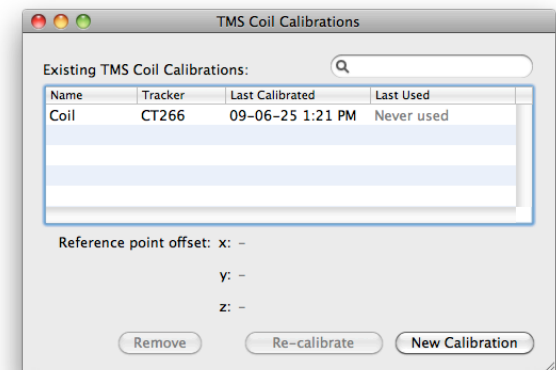 TMS Coil Calibrations
Existing TMS Coil Calibrations:
Name Tracker Last Calibrated Last Used
Coil CT266 09-06-25 1:21 PM Never used
Reference point offset: x: -
y: -
z: -
Remove Re-calibrate New Calibration